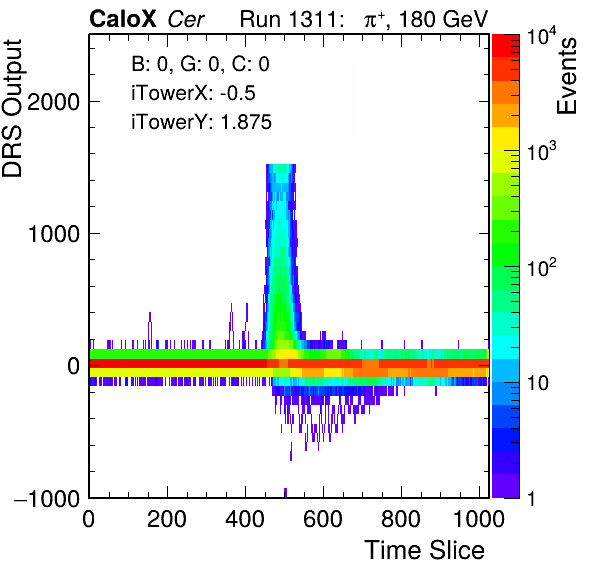 CaloX Cer Run 1311: π⁺, 180 GeV
B: 0, G: 0, C: 0
iTowerX: -0.5
iTowerY: 1.875
DRS Output
2000
1000
0
−1000
0 200 400 600 800 1000
Time Slice
Events
10⁴
10³
10²
10
1